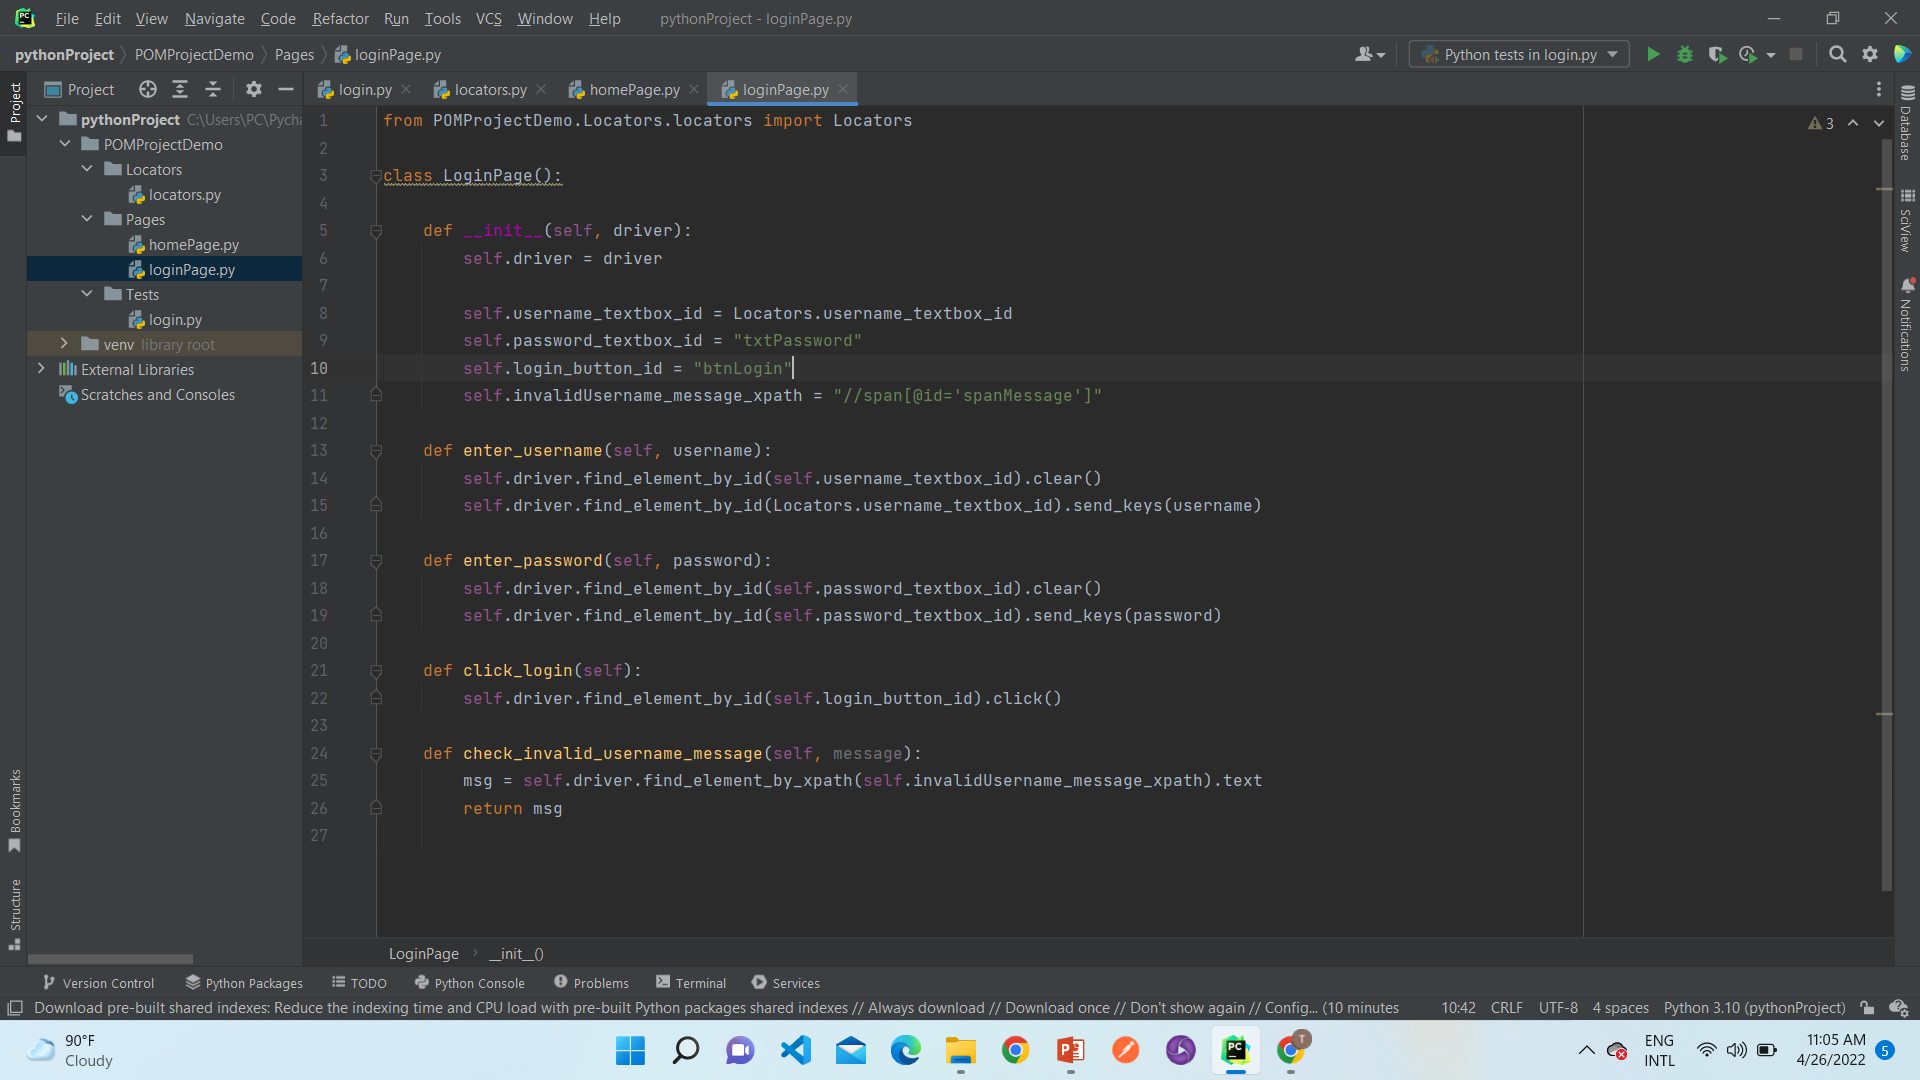 File Edit View Navigate Code Refactor Run Tools VCS Window Help pythonProject - loginPage.py
pythonProject POMProjectDemo Pages loginPage.py Python tests in login.py
Project
login.py locators.py homePage.py loginPage.py
Project
pythonProject C:\Users\PC\Pycha
POMProjectDemo
Locators
locators.py
Pages
homePage.py
loginPage.py
Tests
login.py
venv library root
External Libraries
Scratches and Consoles
Bookmarks
Structure
1 from POMProjectDemo.Locators.locators import Locators
2
3 class LoginPage():
4
5 def __init__(self, driver):
6 self.driver = driver
7
8 self.username_textbox_id = Locators.username_textbox_id
9 self.password_textbox_id = "txtPassword"
10 self.login_button_id = "btnLogin"
11 self.invalidUsername_message_xpath = "//span[@id='spanMessage']"
12
13 def enter_username(self, username):
14 self.driver.find_element_by_id(self.username_textbox_id).clear()
15 self.driver.find_element_by_id(Locators.username_textbox_id).send_keys(username)
16
17 def enter_password(self, password):
18 self.driver.find_element_by_id(self.password_textbox_id).clear()
19 self.driver.find_element_by_id(self.password_textbox_id).send_keys(password)
20
21 def click_login(self):
22 self.driver.find_element_by_id(self.login_button_id).click()
23
24 def check_invalid_username_message(self, message):
25 msg = self.driver.find_element_by_xpath(self.invalidUsername_message_xpath).text
26 return msg
27
3
Database
SciView
Notifications
LoginPage __init__()
Version Control Python Packages TODO Python Console Problems Terminal Services
Download pre-built shared indexes: Reduce the indexing time and CPU load with pre-built Python packages shared indexes // Always download // Download once // Don't show again // Config... (10 minutes 10:42 CRLF UTF-8 4 spaces Python 3.10 (pythonProject)
90°F
Cloudy
PC
T
ENG
INTL
11:05 AM
4/26/2022
5